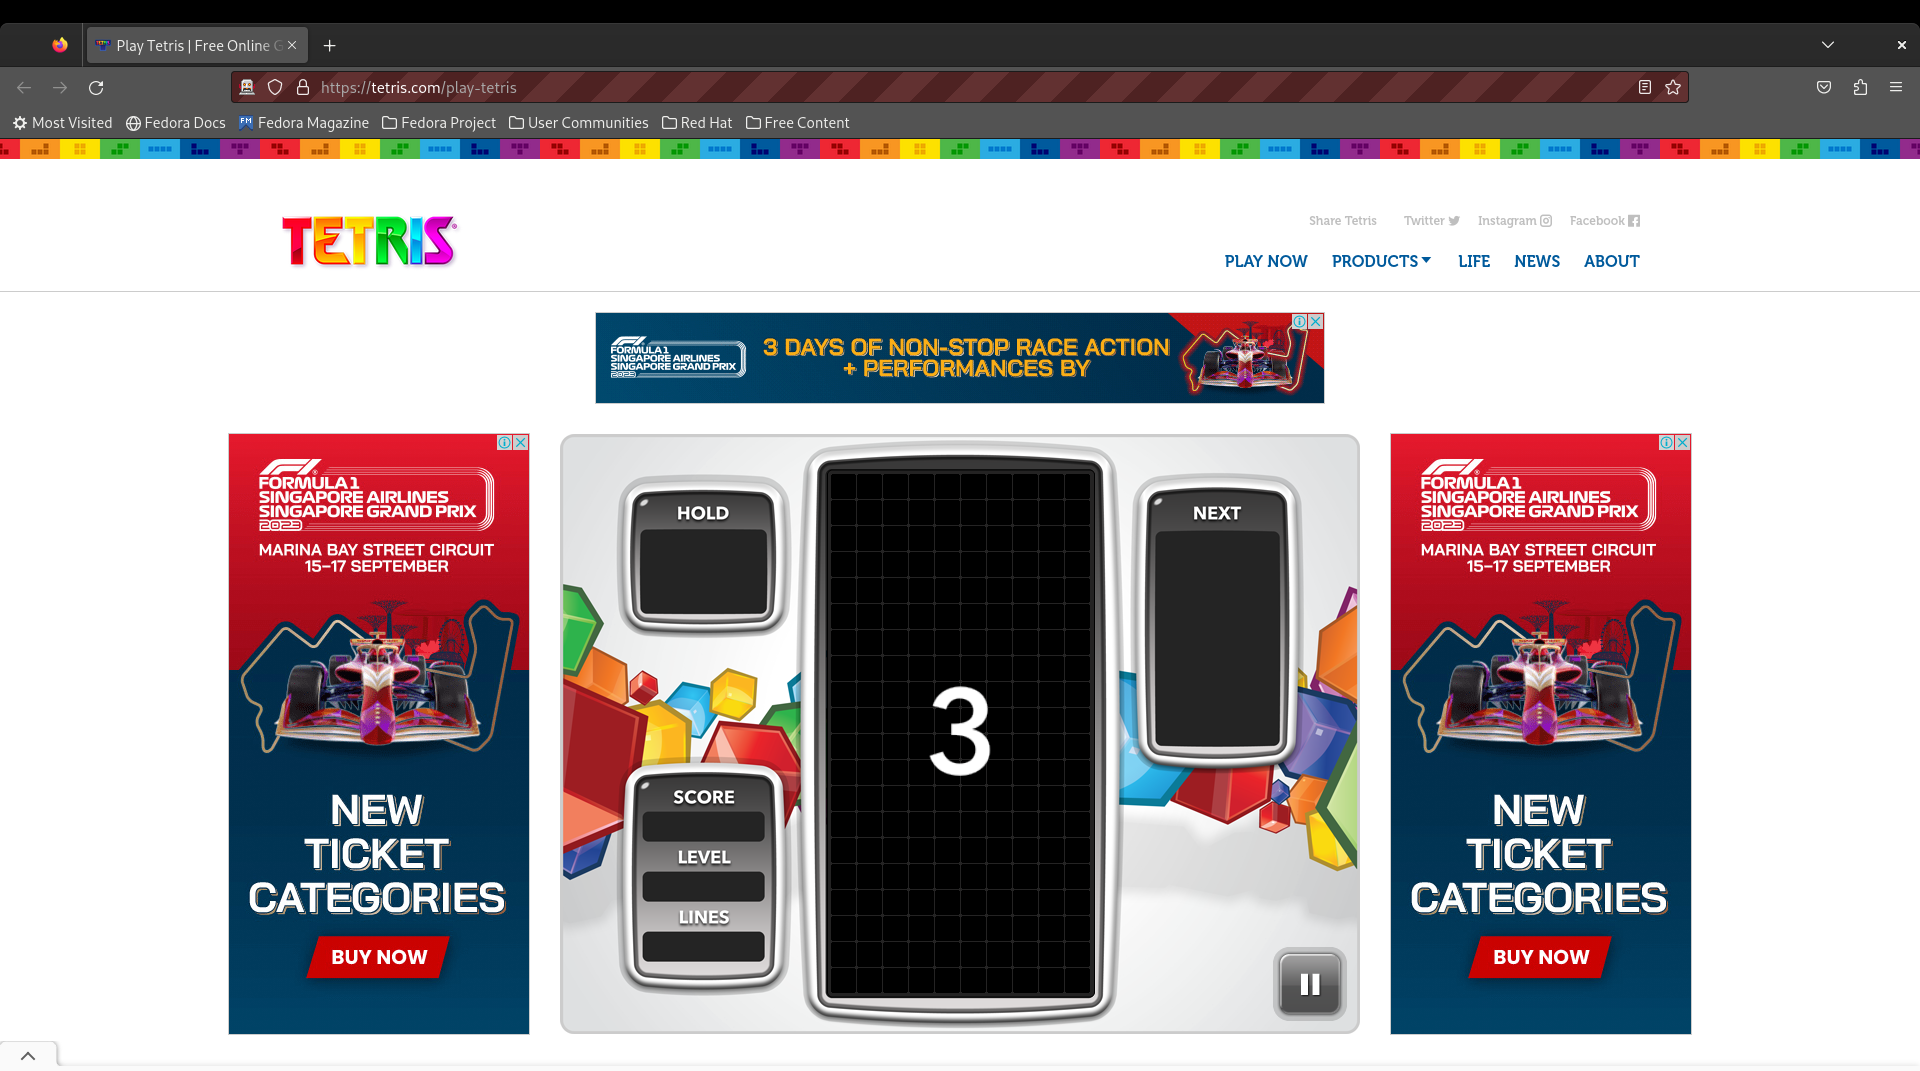 Play Tetris | Free Online G
https://tetris.com/play-tetris
Most Visited
Fedora Docs
Fedora Magazine
Fedora Project
User Communities
Red Hat
Free Content
TETRIS
Share Tetris
Twitter
Instagram
Facebook
PLAY NOW
PRODUCTS
LIFE
NEWS
ABOUT
FORMULA 1
SINGAPORE AIRLINES
SINGAPORE GRAND PRIX
2023
3 DAYS OF NON-STOP RACE ACTION
+ PERFORMANCES BY
FORMULA 1
SINGAPORE AIRLINES
SINGAPORE GRAND PRIX
2023
MARINA BAY STREET CIRCUIT
15–17 SEPTEMBER
NEW
TICKET
CATEGORIES
BUY NOW
HOLD
SCORE
LEVEL
LINES
3
NEXT
FORMULA 1
SINGAPORE AIRLINES
SINGAPORE GRAND PRIX
2023
MARINA BAY STREET CIRCUIT
15–17 SEPTEMBER
NEW
TICKET
CATEGORIES
BUY NOW